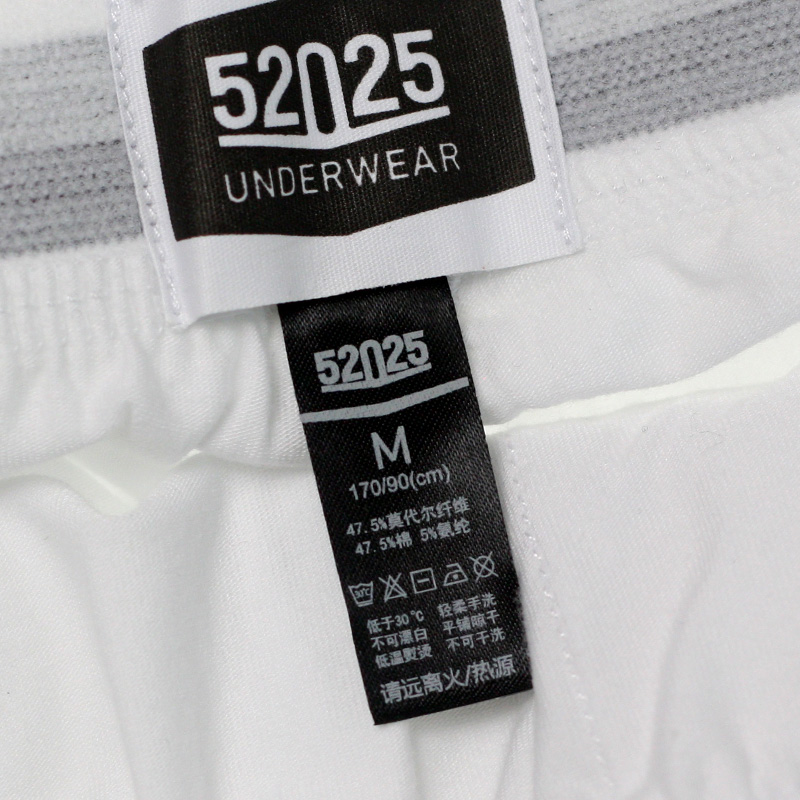 52025
UNDERWEAR
52025
M
170/90(cm)
47.5%莫代尔纤维
47.5%棉 5%氨纶
30℃
低于30℃ 轻柔手洗
不可漂白 平铺晾干
低温熨烫 不可干洗
请远离火/热源